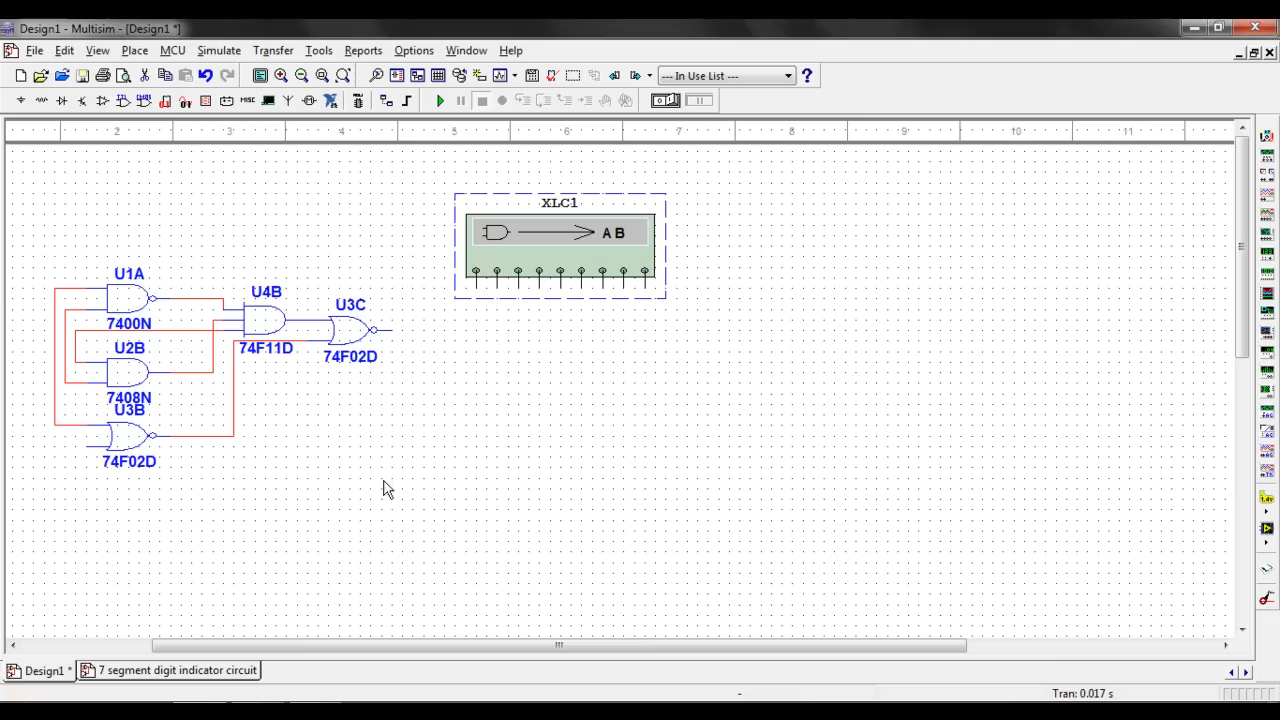 Design1 - Multisim - [Design1 *]
File Edit View Place MCU Simulate Transfer Tools Reports Options Window Help
--- In Use List ---
MISC
2 3 4 5 6 7 8 9 10 11
XLC1
A B
U1A
7400N
U4B
74F11D
U3C
74F02D
U2B
7408N
U3B
74F02D
Design1 * 7 segment digit indicator circuit
- Tran: 0.017 s